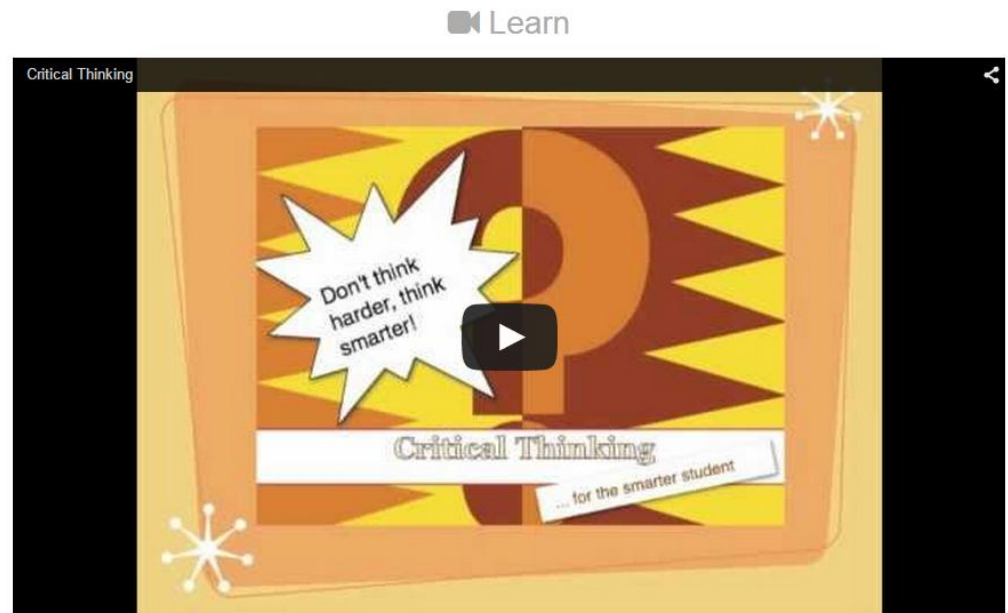 Learn
Critical Thinking
Don't think
harder, think
smarter!
Critical Thinking
... for the smarter student